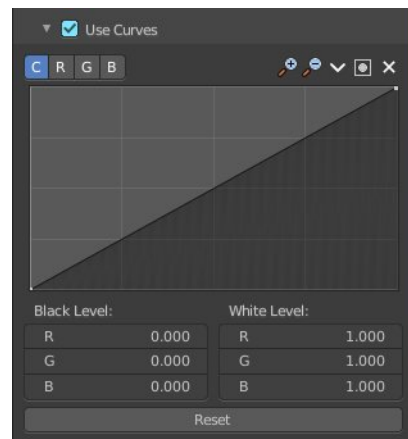 Use Curves
C R G B
Black Level: White Level:
R 0.000 R 1.000
G 0.000 G 1.000
B 0.000 B 1.000
Reset